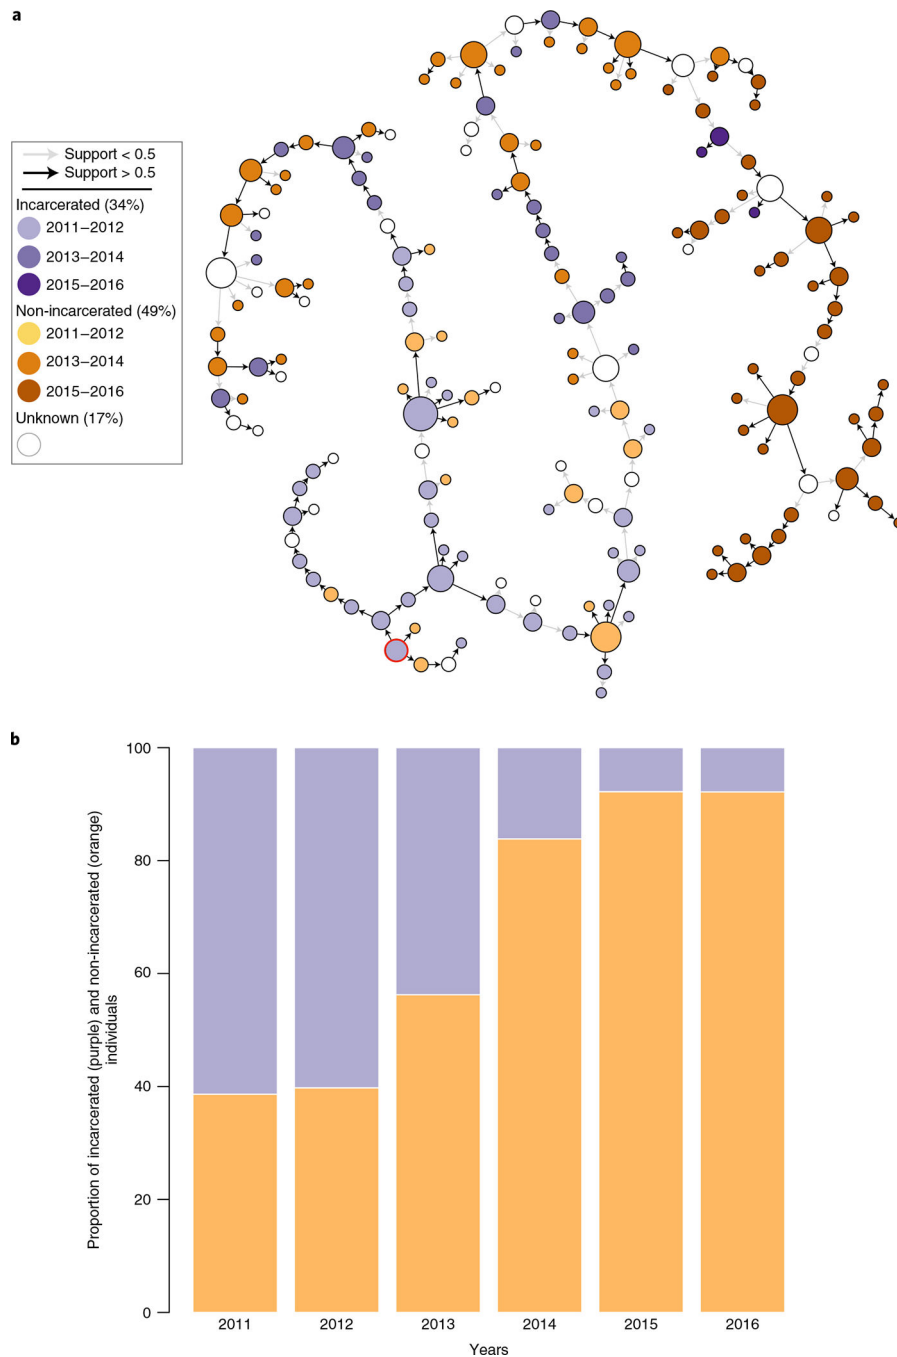 a
Support < 0.5
Support > 0.5
Incarcerated (34%)
2011–2012
2013–2014
2015–2016
Non-incarcerated (49%)
2011–2012
2013–2014
2015–2016
Unknown (17%)
b
Proportion of incarcerated (purple) and non-incarcerated (orange)
individuals
100
80
60
40
20
0
2011
2012
2013
2014
2015
2016
Years